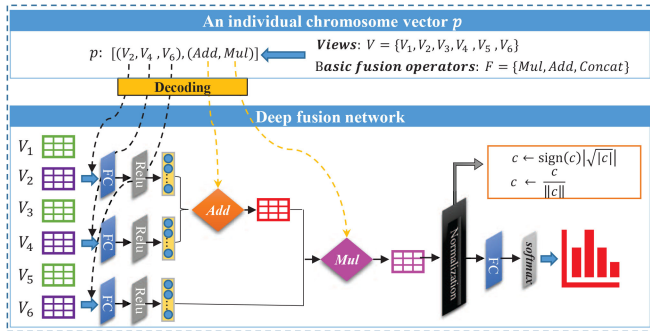 An individual chromosome vector p
p: [(V₂,V₄,V₆),(Add,Mul)]
Views: V = {V₁,V₂,V₃,V₄,V₅,V₆}
Basic fusion operators: F = {Mul,Add,Concat}
Decoding
Deep fusion network
V₁
V₂
V₃
V₄
V₅
V₆
FC
Relu
FC
Relu
FC
Relu
Add
Mul
Normalization
FC
softmax
c ← sign(c)|√|c||
c ← c/‖c‖